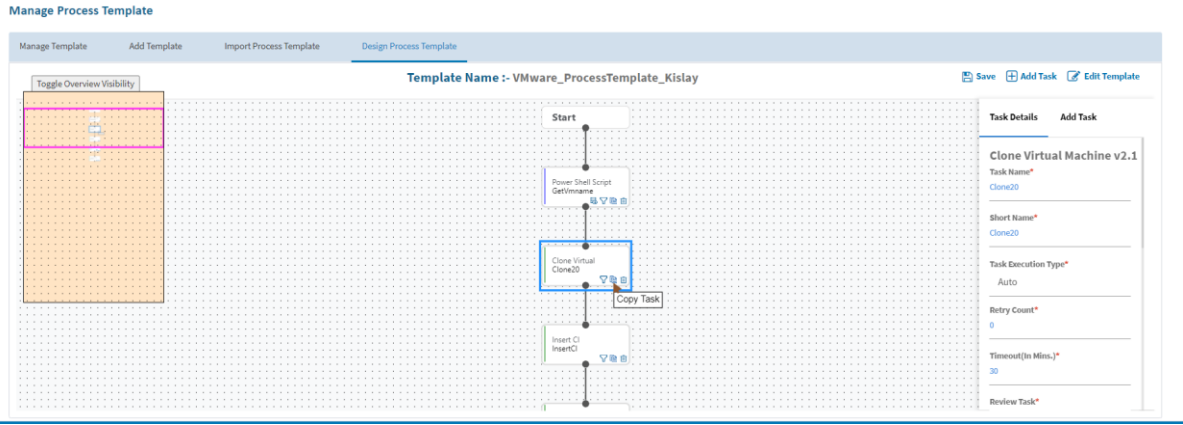 Manage Process Template
Manage Template Add Template Import Process Template Design Process Template
Toggle Overview Visibility
Template Name :- VMware_ProcessTemplate_Kislay
Save Add Task Edit Template
Start
Power Shell Script
GetVmname
Clone Virtual
Clone20
Copy Task
Insert CI
InsertCI
Task Details Add Task
Clone Virtual Machine v2.1
Task Name*
Clone20
Short Name*
Clone20
Task Execution Type*
Auto
Retry Count*
0
Timeout(In Mins.)*
30
Review Task*